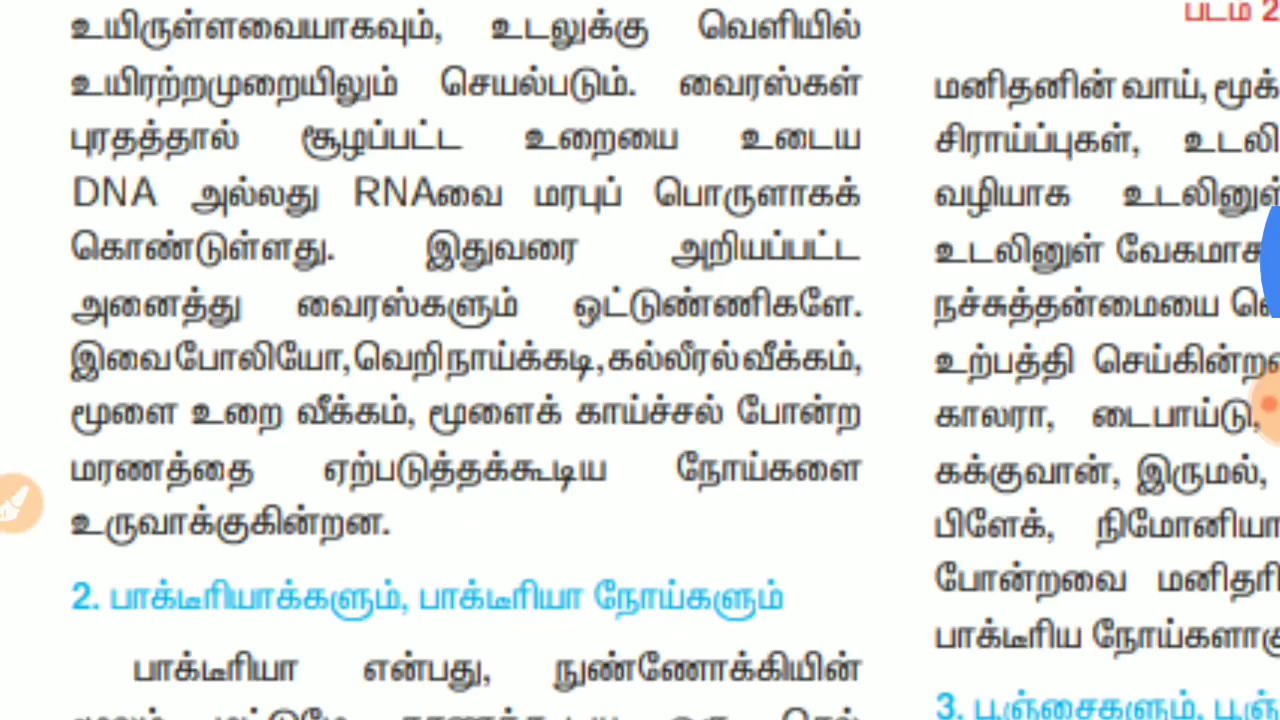 உயிருள்ளவையாகவும், உடலுக்கு வெளியில்
உயிரற்றமுறையிலும் செயல்படும். வைரஸ்கள்
புரதத்தால் சூழப்பட்ட உறையை உடைய
DNA அல்லது RNAவை மரபுப் பொருளாகக்
கொண்டுள்ளது. இதுவரை அறியப்பட்ட
அனைத்து வைரஸ்களும் ஒட்டுண்ணிகளே.
இவை போலியோ, வெறி நாய்க்கடி, கல்லீரல் வீக்கம்,
மூளை உறை வீக்கம், மூளைக் காய்ச்சல் போன்ற
மரணத்தை ஏற்படுத்தக்கூடிய நோய்களை
உருவாக்குகின்றன.
2. பாக்டீரியாக்களும், பாக்டீரியா நோய்களும்
பாக்டீரியா என்பது, நுண்ணோக்கியின்
படம் 2
மனிதனின் வாய், மூக்
சிராய்ப்புகள், உடலி
வழியாக உடலினுள்
உடலினுள் வேகமாக
நச்சுத்தன்மையை
உற்பத்தி செய்கின்ற
காலரா, டைபாய்டு,
கக்குவான், இருமல்,
பிளேக், நிமோனியா
போன்றவை மனிதரி
பாக்டீரிய நோய்களாகு
3. பூஞ்சைகளும், பூஞ்